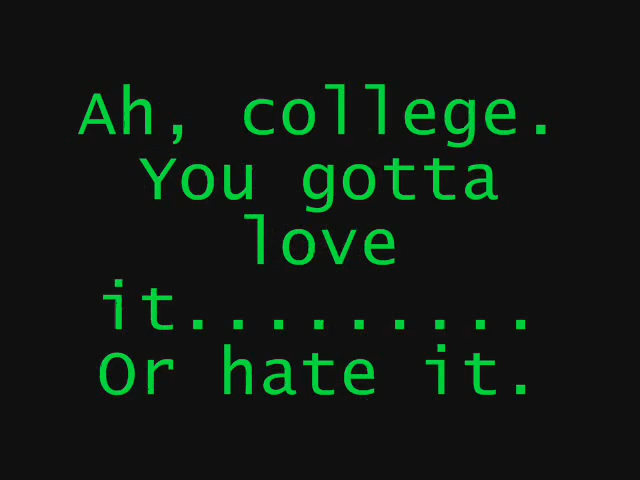 Ah, college.
You gotta
love
it.........
Or hate it.